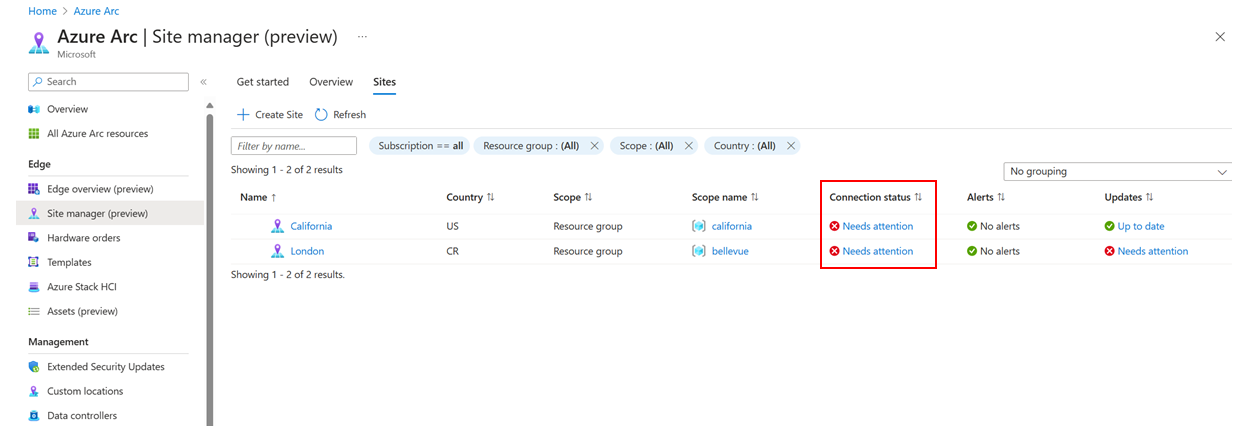 Home > Azure Arc
Azure Arc | Site manager (preview) ...
Microsoft
Search
Overview
All Azure Arc resources
Edge
Edge overview (preview)
Site manager (preview)
Hardware orders
Templates
Azure Stack HCI
Assets (preview)
Management
Extended Security Updates
Custom locations
Data controllers
Get started Overview Sites
Create Site Refresh
Filter by name... Subscription == all Resource group : (All) Scope : (All) Country : (All)
Showing 1 - 2 of 2 results
No grouping
Name ↑ Country ↑↓ Scope ↑↓ Scope name ↑↓ Connection status ↑↓ Alerts ↑↓ Updates ↑↓
California US Resource group california Needs attention No alerts Up to date
London CR Resource group bellevue Needs attention No alerts Needs attention
Showing 1 - 2 of 2 results.